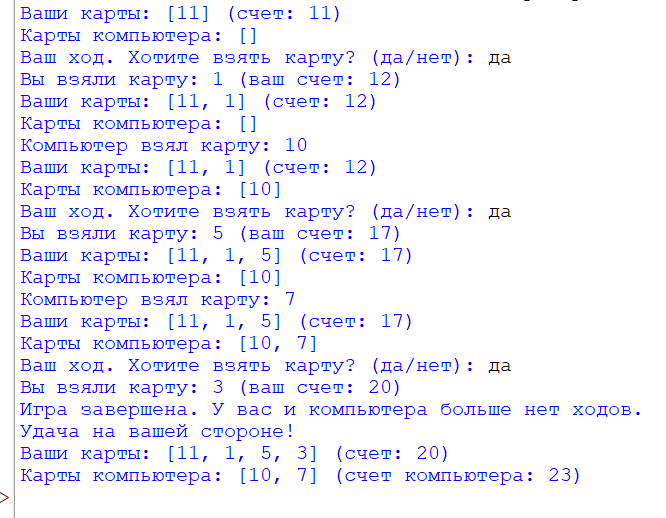 Ваши карты: [11] (счет: 11)
Карты компьютера: []
Ваш ход. Хотите взять карту? (да/нет): да
Вы взяли карту: 1 (ваш счет: 12)
Ваши карты: [11, 1] (счет: 12)
Карты компьютера: []
Компьютер взял карту: 10
Ваши карты: [11, 1] (счет: 12)
Карты компьютера: [10]
Ваш ход. Хотите взять карту? (да/нет): да
Вы взяли карту: 5 (ваш счет: 17)
Ваши карты: [11, 1, 5] (счет: 17)
Карты компьютера: [10]
Компьютер взял карту: 7
Ваши карты: [11, 1, 5] (счет: 17)
Карты компьютера: [10, 7]
Ваш ход. Хотите взять карту? (да/нет): да
Вы взяли карту: 3 (ваш счет: 20)
Игра завершена. У вас и компьютера больше нет ходов.
Удача на вашей стороне!
Ваши карты: [11, 1, 5, 3] (счет: 20)
Карты компьютера: [10, 7] (счет компьютера: 23)
>